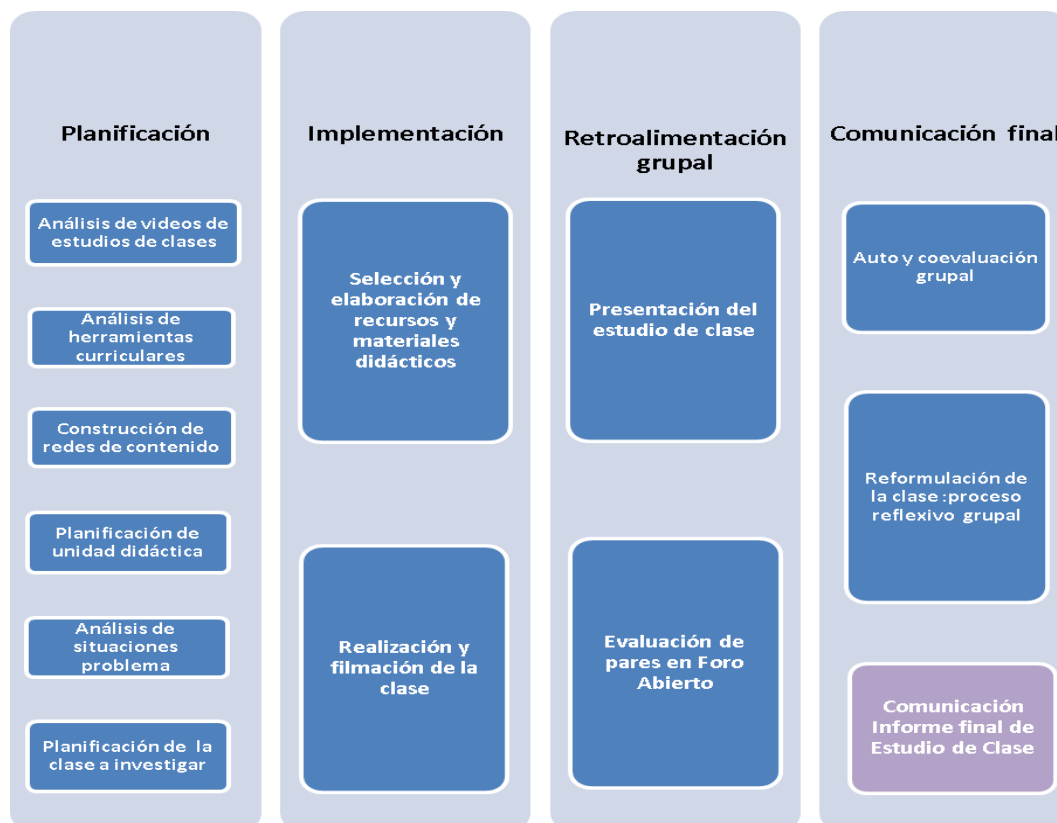 Planificación
Análisis de videos de
estudios de clases
Análisis de
herramientas
curriculares
Construcción de
redes de contenido
Planificación de
unidad didáctica
Análisis de
situaciones
problema
Planificación de la
clase a investigar
Implementación
Selección y
elaboración de
recursos y
materiales
didácticos
Realización y
filmación de la
clase
Retroalimentación
grupal
Presentación del
estudio de clase
Evaluación de
pares en Foro
Abierto
Comunicación final
Auto y coevaluación
grupal
Reformulación de
la clase :proceso
reflexivo grupal
Comunicación
Informe final de
Estudio de Clase